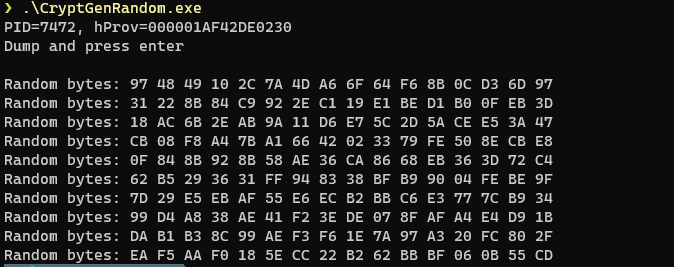 ❯ .\CryptGenRandom.exe
PID=7472, hProv=000001AF42DE0230
Dump and press enter
Random bytes: 97 48 49 10 2C 7A 4D A6 6F 64 F6 8B 0C D3 6D 97
Random bytes: 31 22 8B 84 C9 92 2E C1 19 E1 BE D1 B0 0F EB 3D
Random bytes: 18 AC 6B 2E AB 9A 11 D6 E7 5C 2D 5A CE E5 3A 47
Random bytes: CB 08 F8 A4 7B A1 66 42 02 33 79 FE 50 8E CB E8
Random bytes: 0F 84 8B 92 8B 58 AE 36 CA 86 68 EB 36 3D 72 C4
Random bytes: 62 B5 29 36 31 FF 94 83 38 BF B9 90 04 FE BE 9F
Random bytes: 7D 29 E5 EB AF 55 E6 EC B2 BB C6 E3 77 7C B9 34
Random bytes: 99 D4 A8 38 AE 41 F2 3E DE 07 8F AF A4 E4 D9 1B
Random bytes: DA B1 B3 8C 99 AE F3 F6 1E 7A 97 A3 20 FC 80 2F
Random bytes: EA F5 AA F0 18 5E CC 22 B2 62 BB BF 06 0B 55 CD